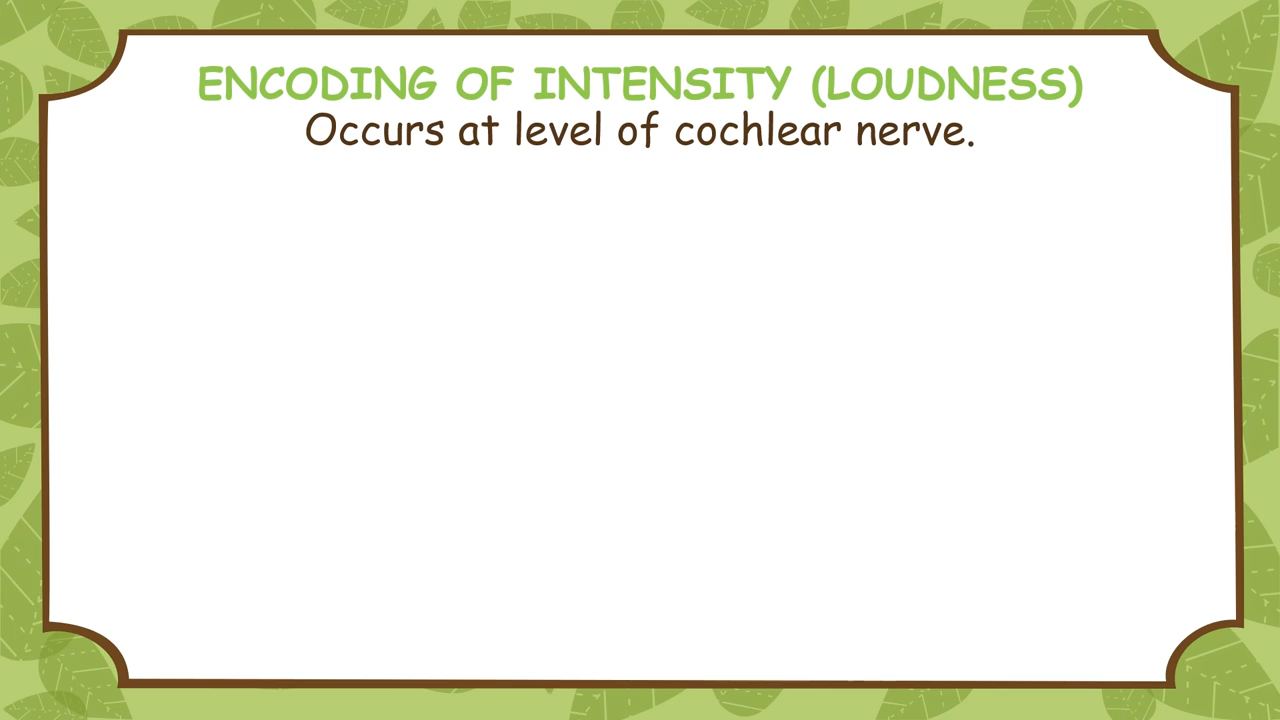 ENCODING OF INTENSITY (LOUDNESS)
Occurs at level of cochlear nerve.